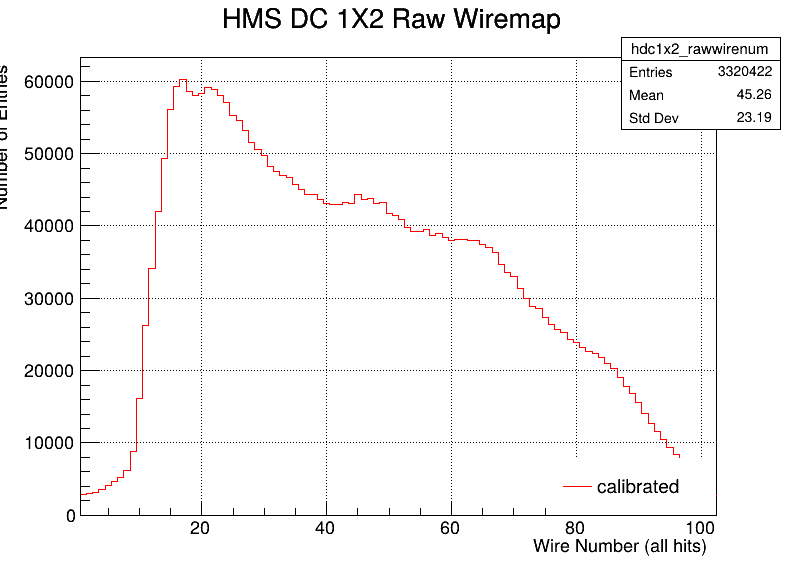 HMS DC 1X2 Raw Wiremap
hdc1x2_rawwirenum
Entries 3320422
Mean 45.26
Std Dev 23.19
Number of Entries
60000
50000
40000
30000
20000
10000
0
20 40 60 80 100
calibrated
Wire Number (all hits)